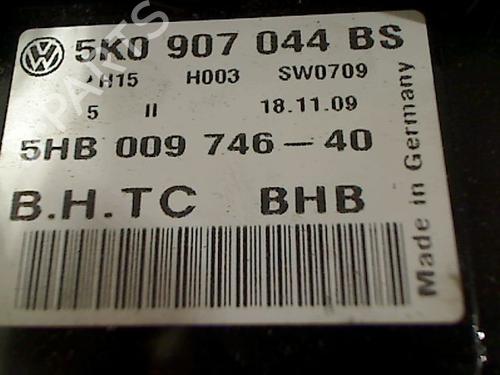 5K0 907 044 BS
H15 H003 SW0709
5 II 18.11.09
5HB 009 746-40
B.H.TC BHB
Made in Germany